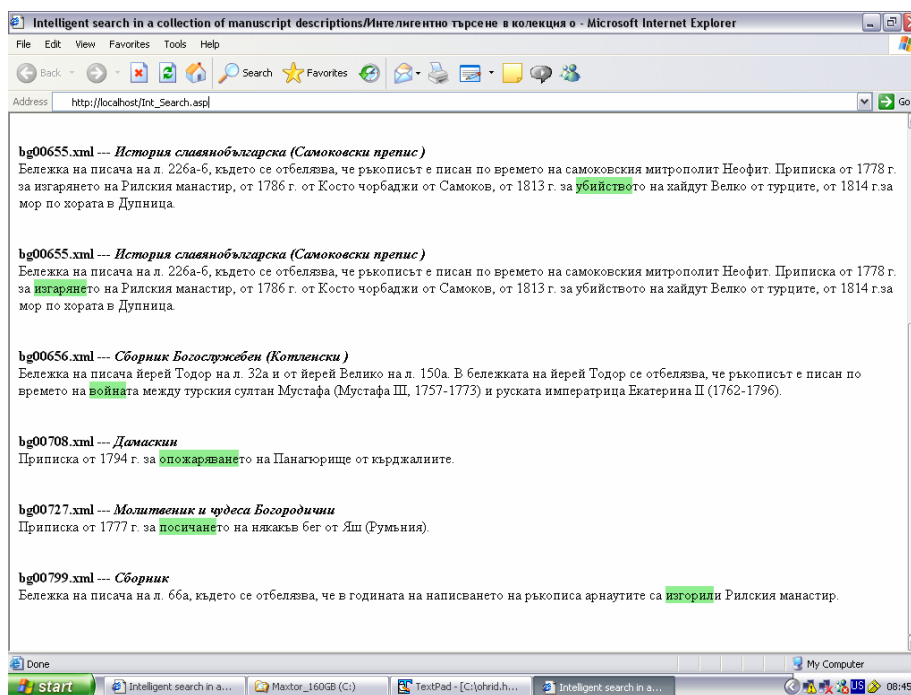 Intelligent search in a collection of manuscript descriptions/Интелигентно търсене в колекция о - Microsoft Internet Explorer
File Edit View Favorites Tools Help
Back Search Favorites
Address http://localhost/Int_Search.asp Go
bg00655.xml --- История славянобългарска (Самоковски препис )
Бележка на писача на л. 226а-б, където се отбелязва, че ръкописът е писан по времето на самоковския митрополит Неофит. Приписка от 1778 г.
за изгарянето на Рилския манастир, от 1786 г. от Косто чорбаджи от Самоков, от 1813 г. за убийството на хайдут Велко от турците, от 1814 г.за
мор по хората в Дупница.
bg00655.xml --- История славянобългарска (Самоковски препис )
Бележка на писача на л. 226а-б, където се отбелязва, че ръкописът е писан по времето на самоковския митрополит Неофит. Приписка от 1778 г.
за изгарянето на Рилския манастир, от 1786 г. от Косто чорбаджи от Самоков, от 1813 г. за убийството на хайдут Велко от турците, от 1814 г.за
мор по хората в Дупница.
bg00656.xml --- Сборник Богослужебен (Котленски )
Бележка на писача йерей Тодор на л. 32а и от йерей Велико на л. 150а. В бележката на йерей Тодор се отбелязва, че ръкописът е писан по
времето на войната между турския султан Мустафа (Мустафа III, 1757-1773) и руската императрица Екатерина II (1762-1796).
bg00708.xml --- Дамаскин
Приписка от 1794 г. за опожаряването на Панагюрище от кърджалиите.
bg00727.xml --- Молитвеник и чудеса Богородични
Приписка от 1777 г. за посичането на някакъв бег от Яш (Румъния).
bg00799.xml --- Сборник
Бележка на писача на л. 66а, където се отбелязва, че в годината на написването на ръкописа арнаутите са изгорили Рилския манастир.
Done My Computer
start Intelligent search in a... Maxtor_160GB (C:) TextPad - [C:\ohrid.h... Intelligent search in a... US 08:45